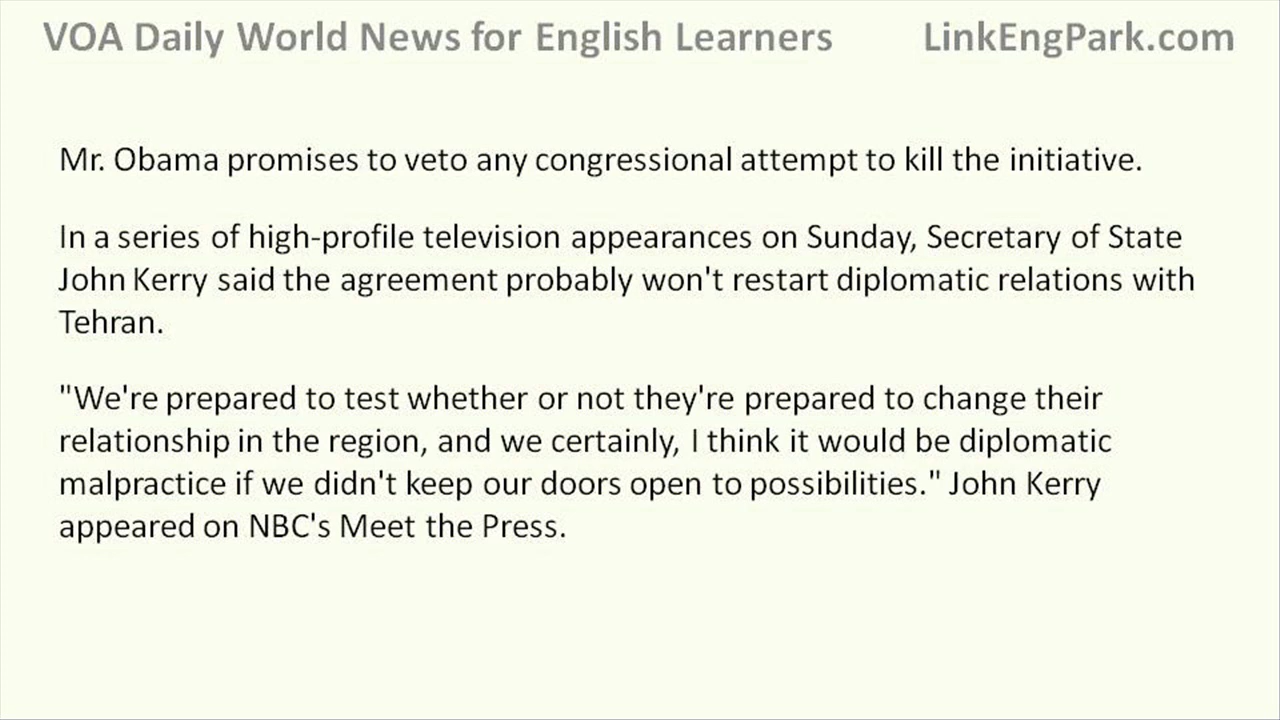 VOA Daily World News for English Learners LinkEngPark.com
Mr. Obama promises to veto any congressional attempt to kill the initiative.
In a series of high-profile television appearances on Sunday, Secretary of State
John Kerry said the agreement probably won't restart diplomatic relations with
Tehran.
"We're prepared to test whether or not they're prepared to change their
relationship in the region, and we certainly, I think it would be diplomatic
malpractice if we didn't keep our doors open to possibilities." John Kerry
appeared on NBC's Meet the Press.